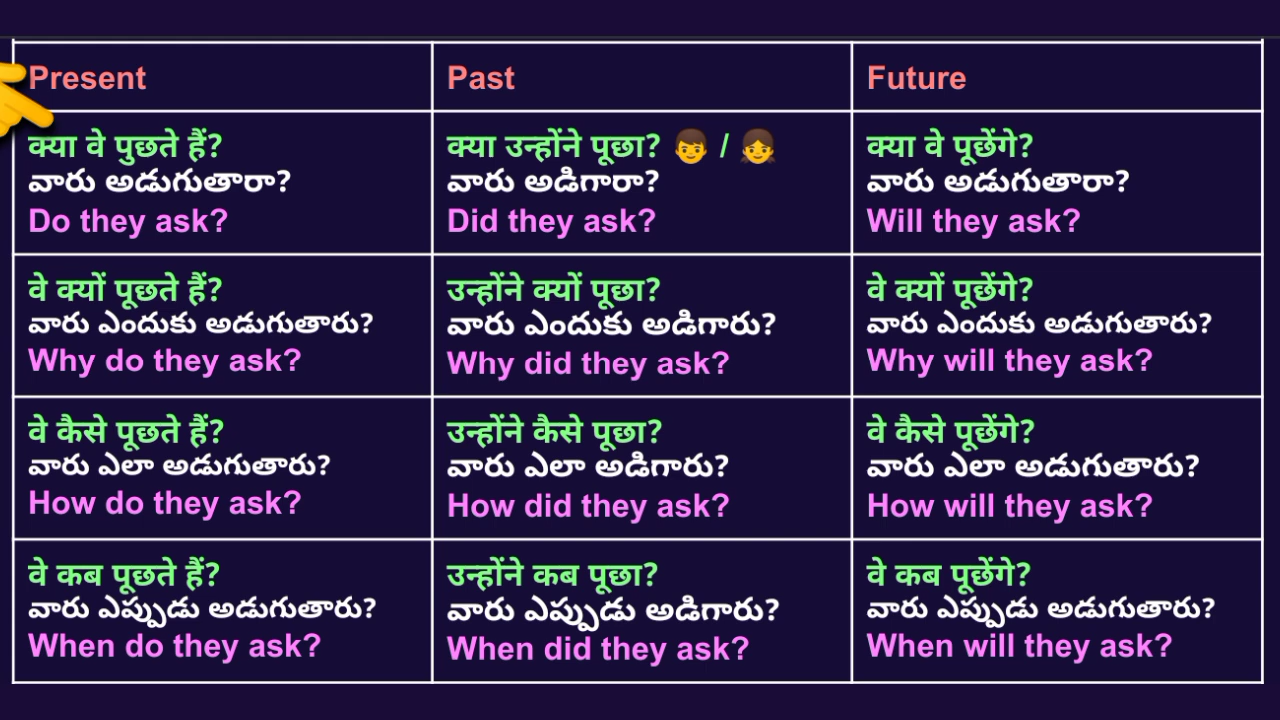 Present
Past
Future
क्या वे पुछते हैं?
వారు అడుగుతారా?
Do they ask?
क्या उन्होंने पूछा? 👦 / 👧
వారు అడిగారా?
Did they ask?
क्या वे पूछेंगे?
వారు అడుగుతారా?
Will they ask?
वे क्यों पूछते हैं?
వారు ఎందుకు అడుగుతారు?
Why do they ask?
उन्होंने क्यों पूछा?
వారు ఎందుకు అడిగారు?
Why did they ask?
वे क्यों पूछेंगे?
వారు ఎందుకు అడుగుతారు?
Why will they ask?
वे कैसे पूछते हैं?
వారు ఎలా అడుగుతారు?
How do they ask?
उन्होंने कैसे पूछा?
వారు ఎలా అడిగారు?
How did they ask?
वे कैसे पूछेंगे?
వారు ఎలా అడుగుతారు?
How will they ask?
वे कब पूछते हैं?
వారు ఎప్పుడు అడుగుతారు?
When do they ask?
उन्होंने कब पूछा?
వారు ఎప్పుడు అడిగారు?
When did they ask?
वे कब पूछेंगे?
వారు ఎప్పుడు అడుగుతారు?
When will they ask?